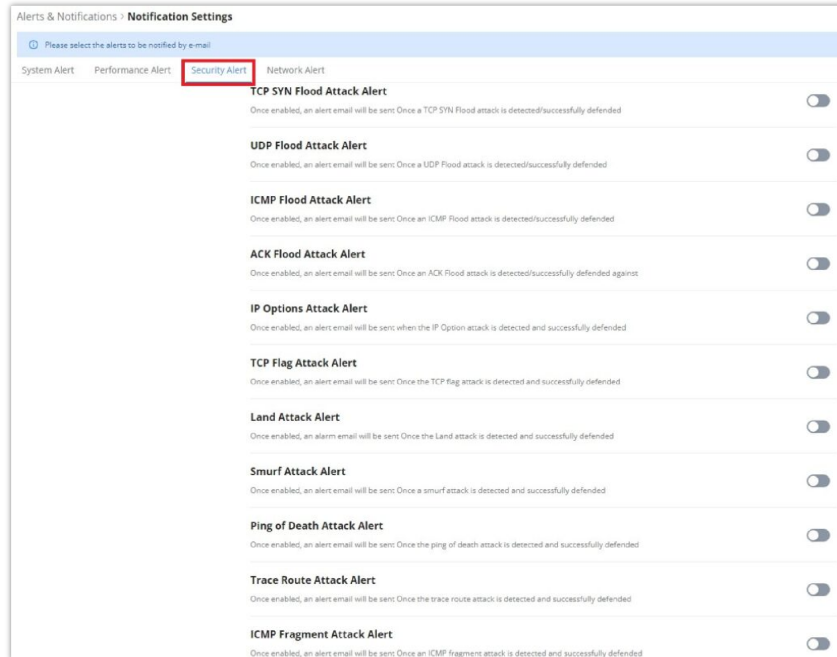 Alerts & Notifications > Notification Settings
Please select the alerts to be notified by e-mail
System Alert Performance Alert Security Alert Network Alert
TCP SYN Flood Attack Alert
Once enabled, an alert email will be sent Once a TCP SYN Flood attack is detected/successfully defended
UDP Flood Attack Alert
Once enabled, an alert email will be sent Once a UDP Flood attack is detected/successfully defended
ICMP Flood Attack Alert
Once enabled, an alert email will be sent Once an ICMP Flood attack is detected/successfully defended
ACK Flood Attack Alert
Once enabled, an alert email will be sent Once an ACK Flood attack is detected/successfully defended against
IP Options Attack Alert
Once enabled, an alert email will be sent when the IP Option attack is detected and successfully defended
TCP Flag Attack Alert
Once enabled, an alert email will be sent Once the TCP flag attack is detected and successfully defended
Land Attack Alert
Once enabled, an alarm email will be sent Once the Land attack is detected and successfully defended
Smurf Attack Alert
Once enabled, an alert email will be sent Once a smurf attack is detected and successfully defended
Ping of Death Attack Alert
Once enabled, an alert email will be sent Once the ping of death attack is detected and successfully defended
Trace Route Attack Alert
Once enabled, an alert email will be sent Once the trace route attack is detected and successfully defended
ICMP Fragment Attack Alert
Once enabled, an alert email will be sent Once an ICMP fragment attack is detected and successfully defended